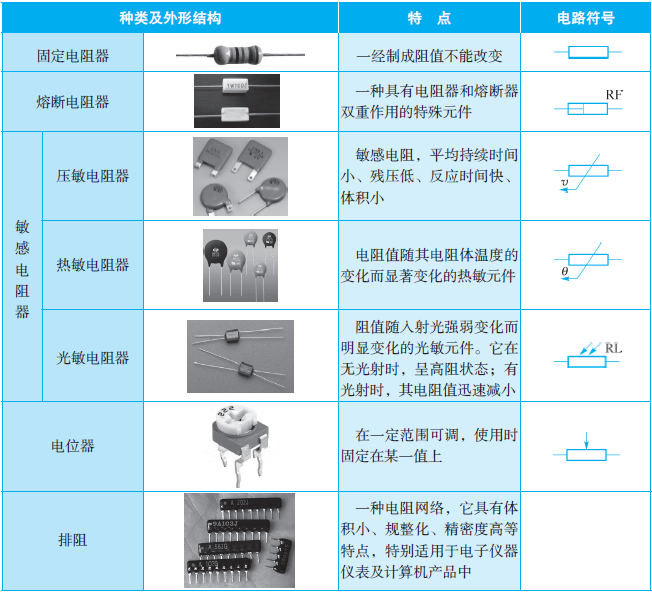 种类及外形结构
特 点
电路符号
固定电阻器
一经制成阻值不能改变
熔断电阻器
1W10ΩJ
一种具有电阻器和熔断器
双重作用的特殊元件
RF
敏
感
电
阻
器
压敏电阻器
敏感电阻，平均持续时间
小、残压低、反应时间快、
体积小
v
热敏电阻器
电阻值随其电阻体温度的
变化而显著变化的热敏元件
θ
光敏电阻器
阻值随入射光强弱变化而
明显变化的光敏元件。它在
无光射时，呈高阻状态；有
光射时，其电阻值迅速减小
RL
电位器
222
在一定范围可调，使用时
固定在某一值上
排阻
A 202J
9A103J
A 561G
一种电阻网络，它具有体
积小、规整化、精密度高等
特点，特别适用于电子仪器
仪表及计算机产品中